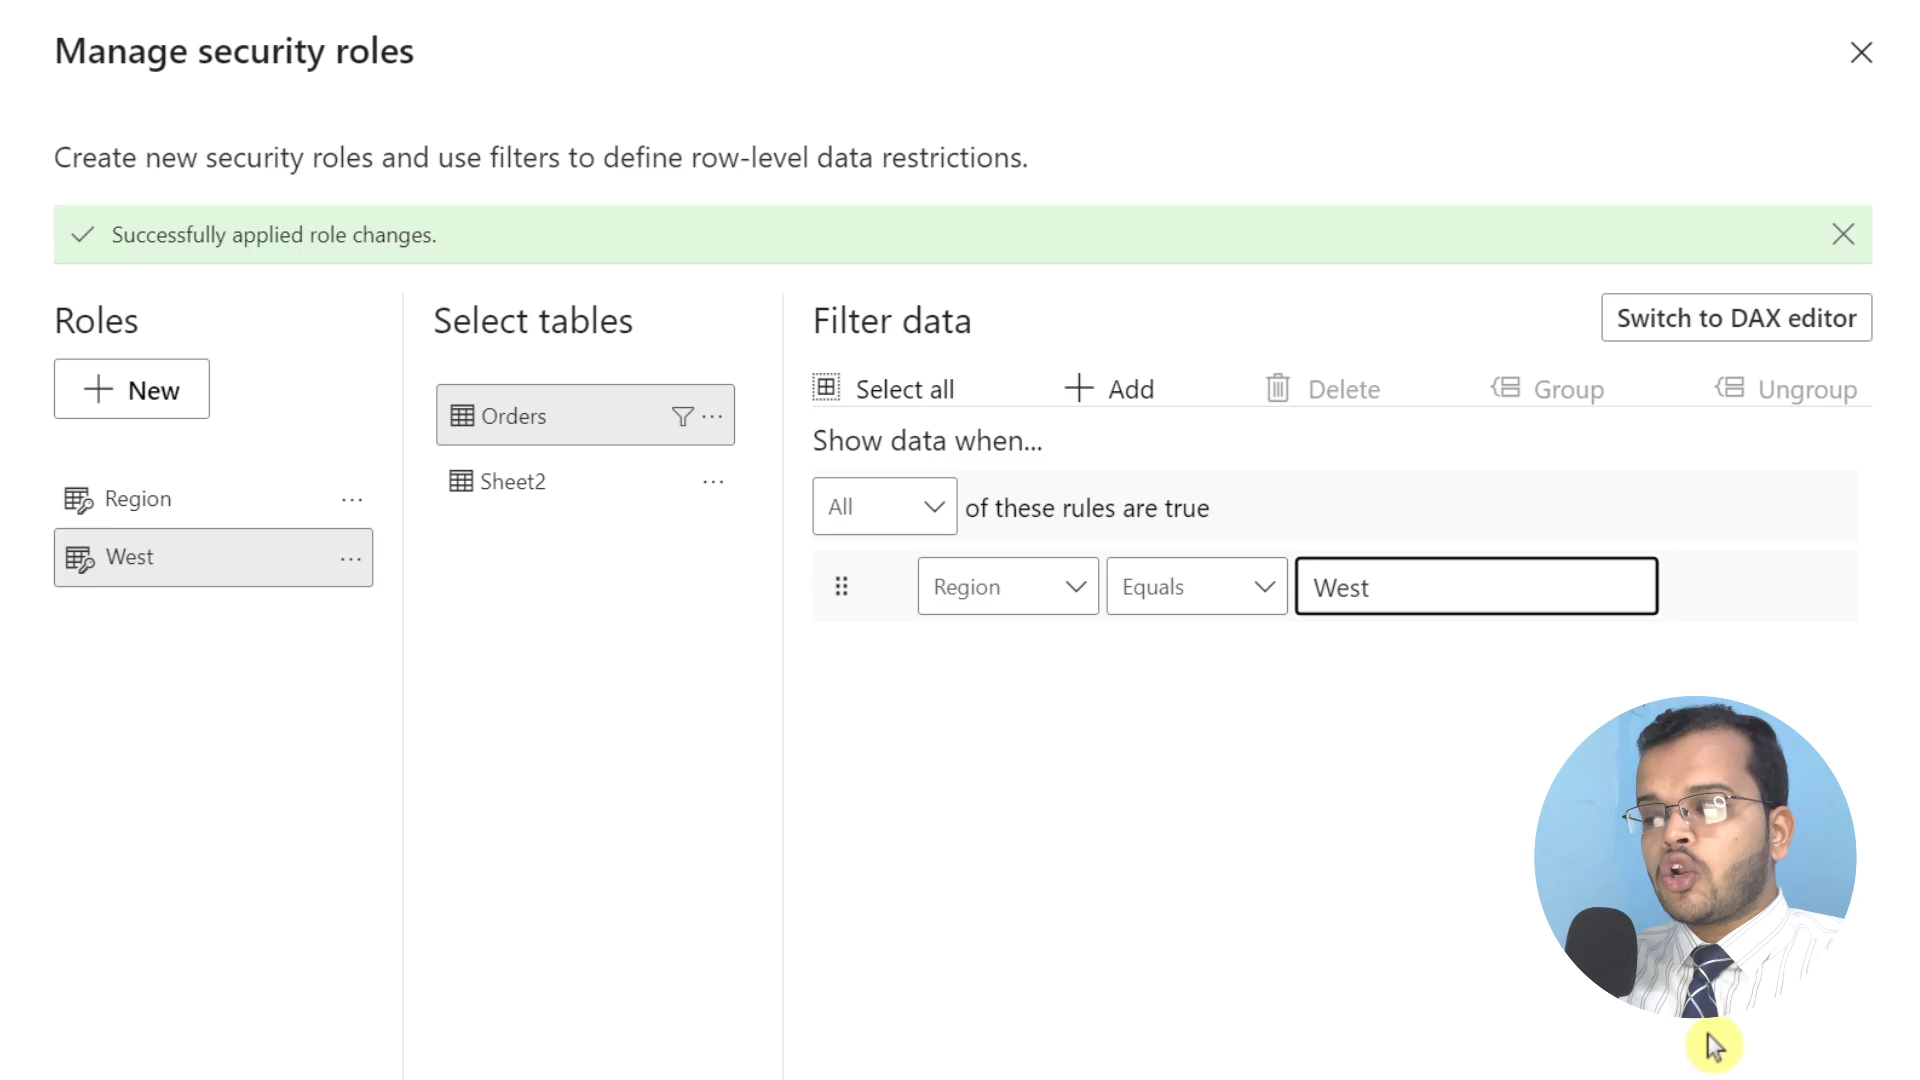 Manage security roles
Create new security roles and use filters to define row-level data restrictions.
Successfully applied role changes.
Roles
New
Region
West
Select tables
Orders
Sheet2
Filter data
Switch to DAX editor
Select all
Add
Delete
Group
Ungroup
Show data when...
All of these rules are true
Region Equals West